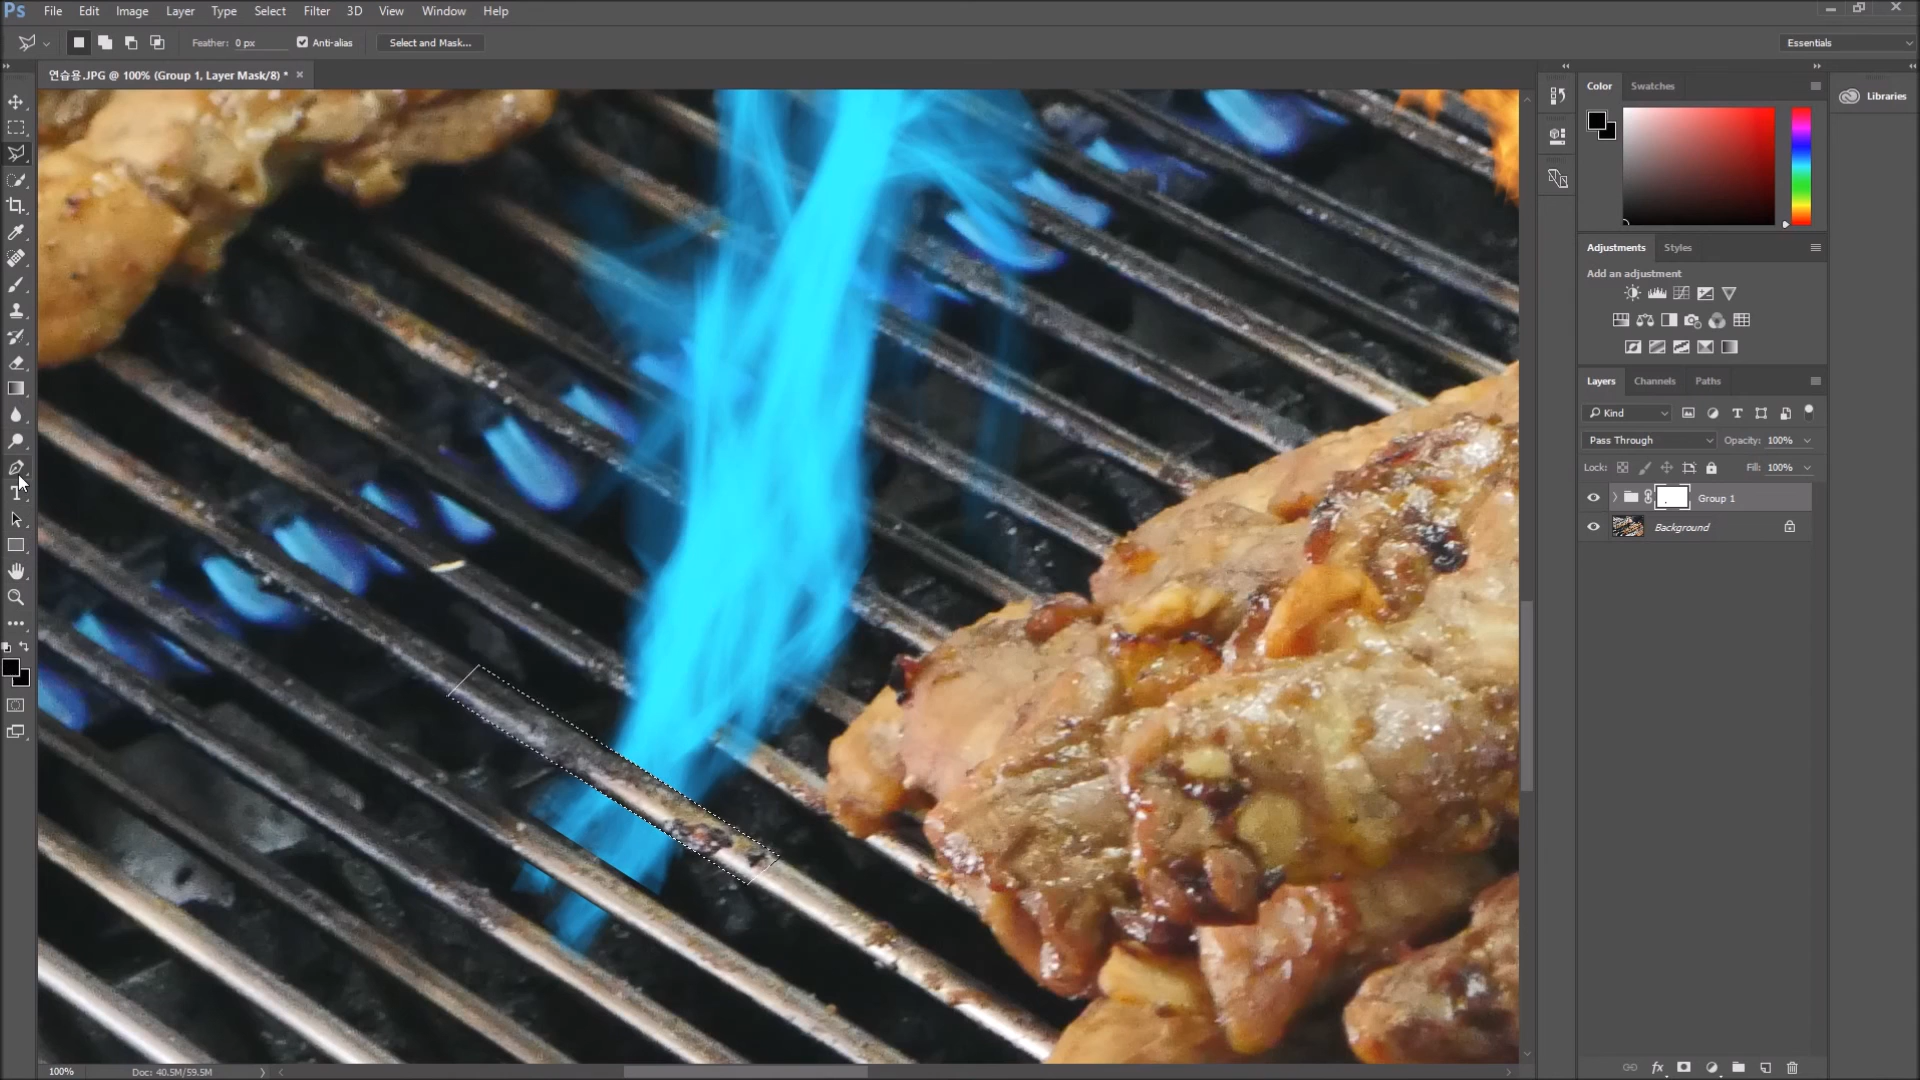 Ps File Edit Image Layer Type Select Filter 3D View Window Help
Feather: 0 px Anti-alias Select and Mask... Essentials
연습용.JPG @ 100% (Group 1, Layer Mask/8) *
Color Swatches
Libraries
Adjustments Styles
Add an adjustment
Layers Channels Paths
Kind
Pass Through Opacity: 100%
Lock: Fill: 100%
Group 1
Background
100% Doc: 40.5M/59.5M